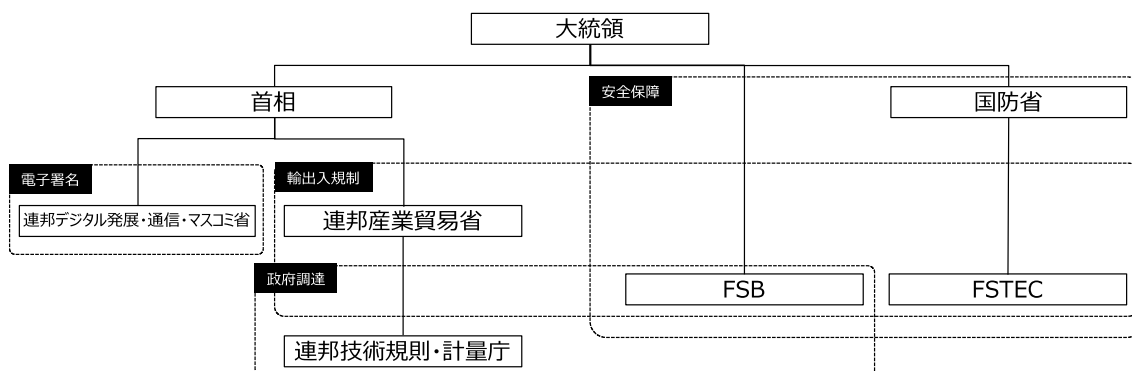 大統領
安全保障
首相
国防省
電子署名
輸出入規制
連邦デジタル発展・通信・マスコミ省
連邦産業貿易省
政府調達
FSB
FSTEC
連邦技術規則・計量庁